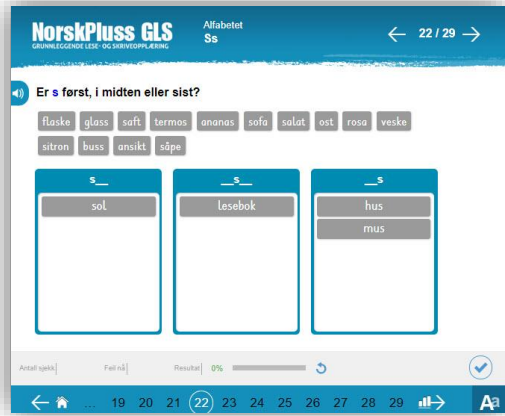 NorskPluss GLS
GRUNNLEGGENDE LESE- OG SKRIVEOPPLÆRING
Alfabetet
Ss
22 / 29
Er s først, i midten eller sist?
flaske glass saft termos ananas sofa salat ost rosa veske
sitron buss ansikt såpe
s__ __s__ __s
sol lesebok hus
mus
Antall sjekk Feil nå Resultat 0%
... 19 20 21 22 23 24 25 26 27 28 29 Aa